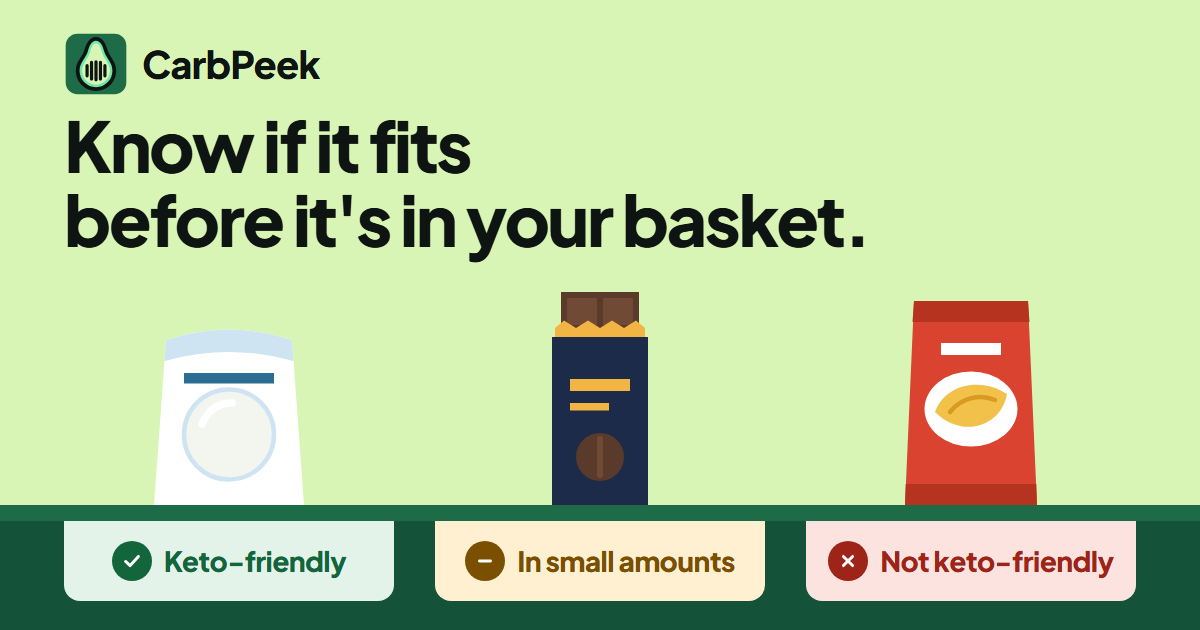 CarbPeek
Know if it fits
before it's in your basket.
Keto-friendly
In small amounts
Not keto-friendly